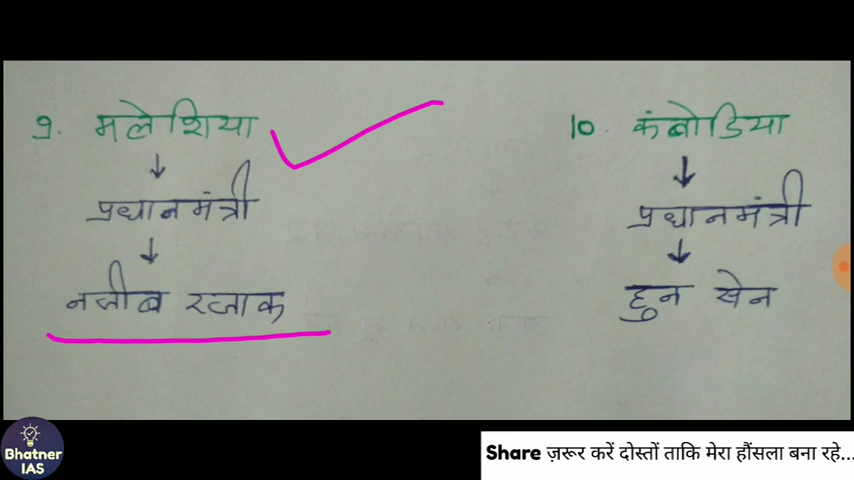 9. मलेशिया
↓
प्रधानमंत्री
↓
नजीब रजाक
10. कंबोडिया
↓
प्रधानमंत्री
↓
हुन सेन
Bhatner
IAS
Share ज़रूर करें दोस्तों ताकि मेरा हौंसला बना रहे...